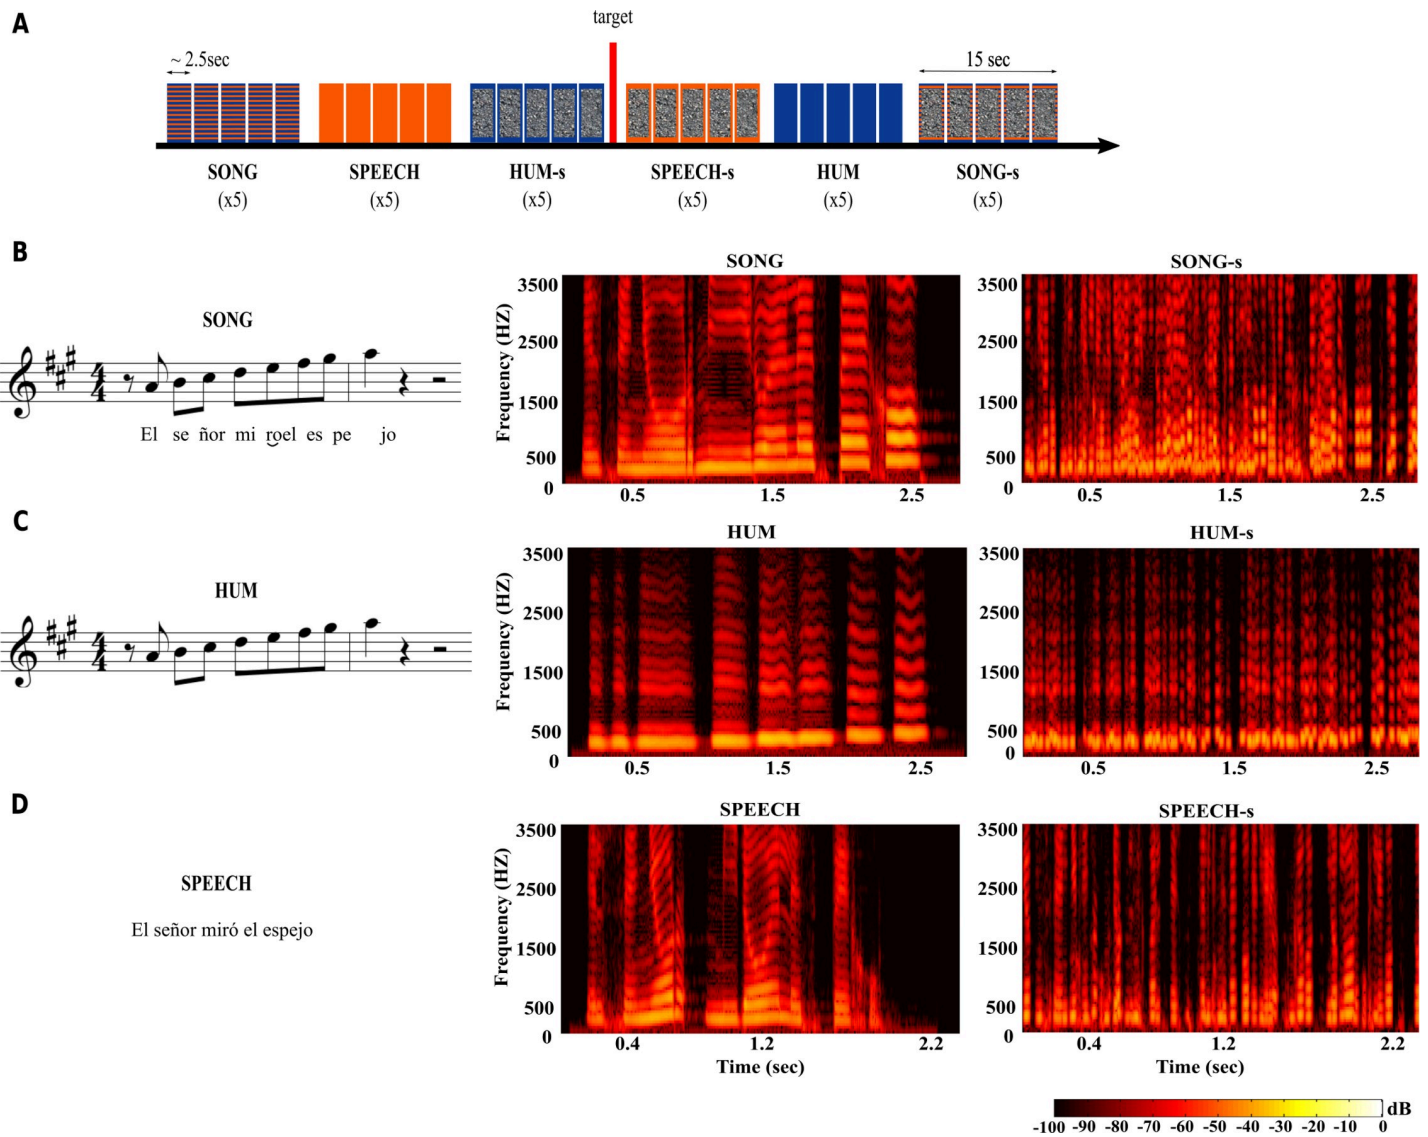 A
target
~ 2.5sec
15 sec
SONG
(x5)
SPEECH
(x5)
HUM-s
(x5)
SPEECH-s
(x5)
HUM
(x5)
SONG-s
(x5)
B
SONG
4
4
El se ñor mi roel es pe jo
SONG
Frequency (HZ)
3500
2500
1500
500
0
0.5 1.5 2.5
SONG-s
3500
2500
1500
500
0
0.5 1.5 2.5
C
HUM
4
4
HUM
Frequency (HZ)
3500
2500
1500
500
0
0.5 1.5 2.5
HUM-s
3500
2500
1500
500
0
0.5 1.5 2.5
D
SPEECH
El señor miró el espejo
SPEECH
Frequency (HZ)
3500
2500
1500
500
0
0.4 1.2 2.2
Time (sec)
SPEECH-s
3500
2500
1500
500
0
0.4 1.2 2.2
Time (sec)
dB
-100 -90 -80 -70 -60 -50 -40 -30 -20 -10 0